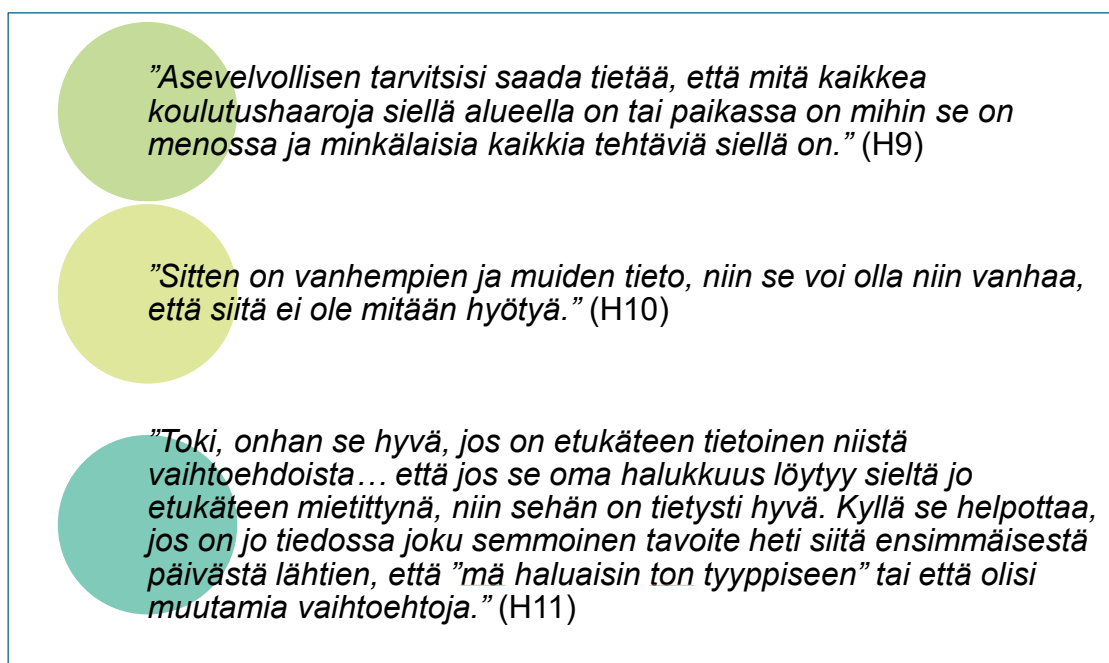 ”Asevelvollisen tarvitsisi saada tietää, että mitä kaikkea
koulutushaaroja siellä alueella on tai paikassa on mihin se on
menossa ja minkälaisia kaikkia tehtäviä siellä on.” (H9)
”Sitten on vanhempien ja muiden tieto, niin se voi olla niin vanhaa,
että siitä ei ole mitään hyötyä.” (H10)
”Toki, onhan se hyvä, jos on etukäteen tietoinen niistä
vaihtoehdoista… että jos se oma halukkuus löytyy sieltä jo
etukäteen mietittynä, niin sehän on tietysti hyvä. Kyllä se helpottaa,
jos on jo tiedossa joku semmoinen tavoite heti siitä ensimmäisestä
päivästä lähtien, että ”mä haluaisin ton tyyppiseen” tai että olisi
muutamia vaihtoehtoja.” (H11)